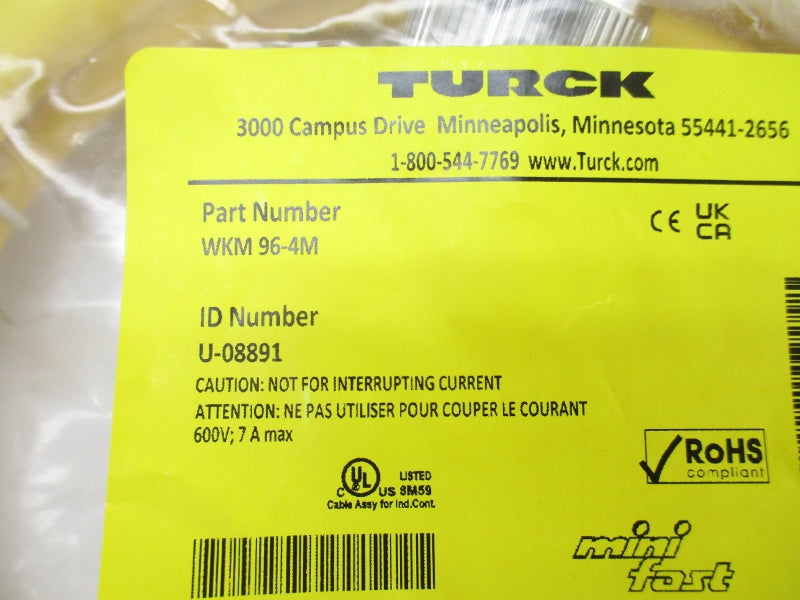 TURCK
3000 Campus Drive Minneapolis, Minnesota 55441-2656
1-800-544-7769 www.Turck.com
Part Number
WKM 96-4M
CE UK
CA
ID Number
U-08891
CAUTION: NOT FOR INTERRUPTING CURRENT
ATTENTION: NE PAS UTILISER POUR COUPER LE COURANT
600V; 7 A max
RoHS
compliant
C UL US LISTED
8M59
Cable Assy for Ind.Cont.
mini
fast